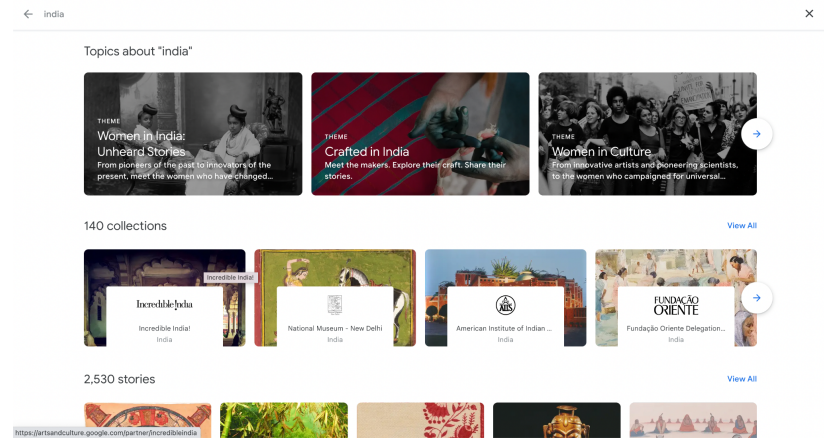 india
Topics about "india"
THEME
Women in India:
Unheard Stories
From pioneers of the past to innovators of the
present, meet the women who have changed...
THEME
Crafted in India
Meet the makers. Explore their craft. Share their
stories.
THEME
Women in Culture
From innovative artists and pioneering scientists,
to the women who campaigned for universal...
140 collections
View All
Incredible India!
Incredible !ndia
Incredible India!
India
National Museum - New Delhi
India
American Institute of Indian ...
India
FUNDAÇÃO
ORIENTE
Fundação Oriente Delegation...
India
2,530 stories
View All
https://artsandculture.google.com/partner/incredibleindia